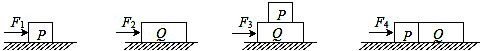 F₁ P F₂ Q F₃ P Q F₄ P Q